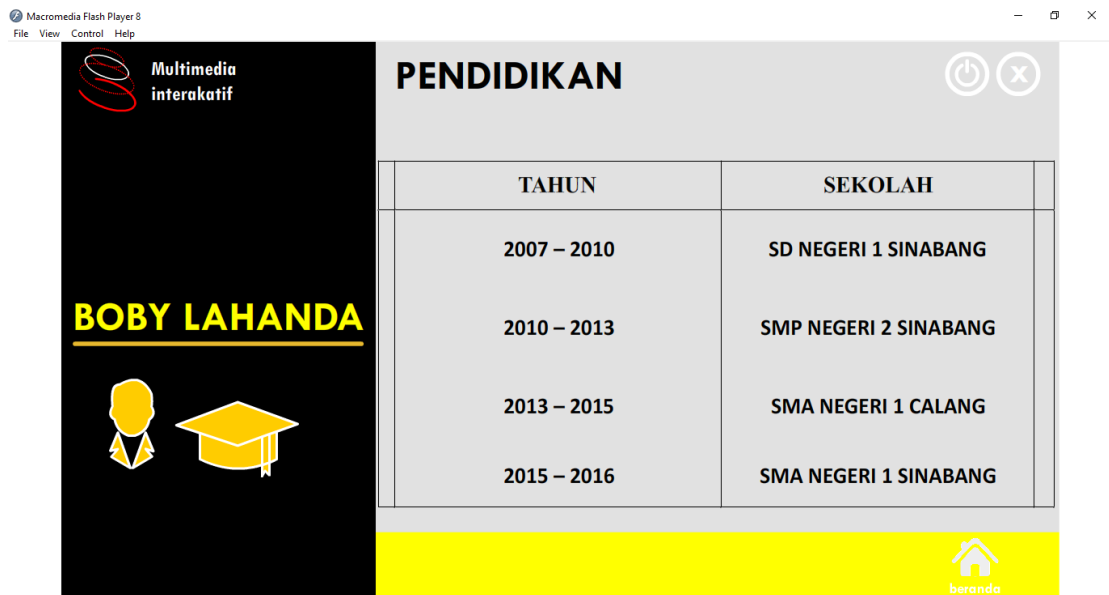 Macromedia Flash Player 8
File View Control Help
Multimedia
interakatif
PENDIDIKAN
BOBY LAHANDA
TAHUN SEKOLAH
2007 – 2010 SD NEGERI 1 SINABANG
2010 – 2013 SMP NEGERI 2 SINABANG
2013 – 2015 SMA NEGERI 1 CALANG
2015 – 2016 SMA NEGERI 1 SINABANG
beranda